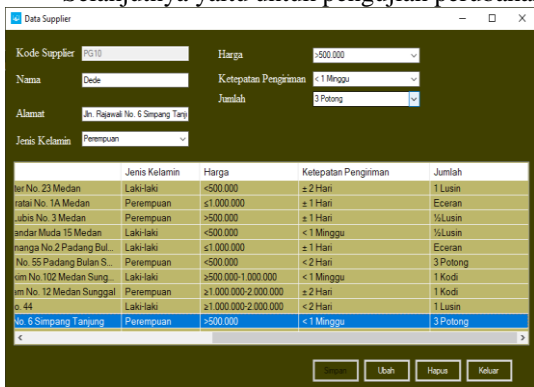 Selanjutnya yaitu untuk pengujian perubahan
Data Supplier
Kode Supplier PG10 Harga >500.000
Nama Dede Ketepatan Pengiriman < 1 Minggu
Jumlah 3 Potong
Alamat Jln. Rajawali No. 6 Simpang Tanj
Jenis Kelamin Perempuan
Jenis Kelamin Harga Ketepatan Pengiriman Jumlah
ter No. 23 Medan Laki-laki <500.000 ± 2 Hari 1 Lusin
ratai No. 1A Medan Perempuan ≤1.000.000 ± 1 Hari Eceran
Lubis No. 3 Medan Perempuan >500.000 ± 1 Hari ½Lusin
andar Muda 15 Medan Laki-laki <500.000 < 1 Minggu ½Lusin
nanga No.2 Padang Bul... Perempuan ≤1.000.000 ± 1 Hari Eceran
No. 55 Padang Bulan S... Perempuan <500.000 < 2 Hari 3 Potong
kim No.102 Medan Sung... Laki-laki ≥500.000-1.000.000 < 1 Minggu 1 Kodi
am No. 12 Medan Sunggal Perempuan ≥1.000.000-2.000.000 ± 2 Hari 1 Kodi
o. 44 Laki-laki ≥1.000.000-2.000.000 < 2 Hari 1 Lusin
No. 6 Simpang Tanjung Perempuan >500.000 < 1 Minggu 3 Potong
Simpan Ubah Hapus Keluar